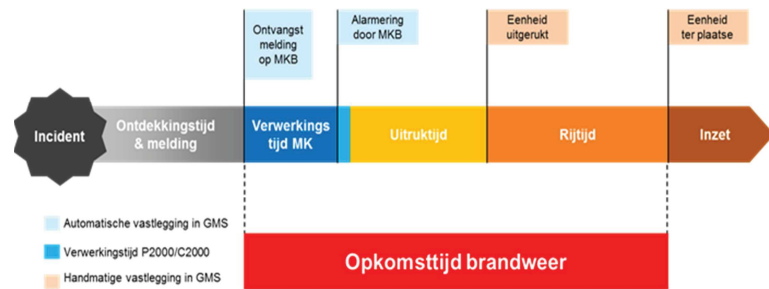 Ontvangst
melding
op MKB
Alarmering
door MKB
Eenheid
uitgerukt
Eenheid
ter plaatse
Incident
Ontdekkingstijd
& melding
Verwerkings
tijd MK
Uitruktijd
Rijtijd
Inzet
Automatische vastlegging in GMS
Verwerkingstijd P2000/C2000
Handmatige vastlegging in GMS
Opkomsttijd brandweer